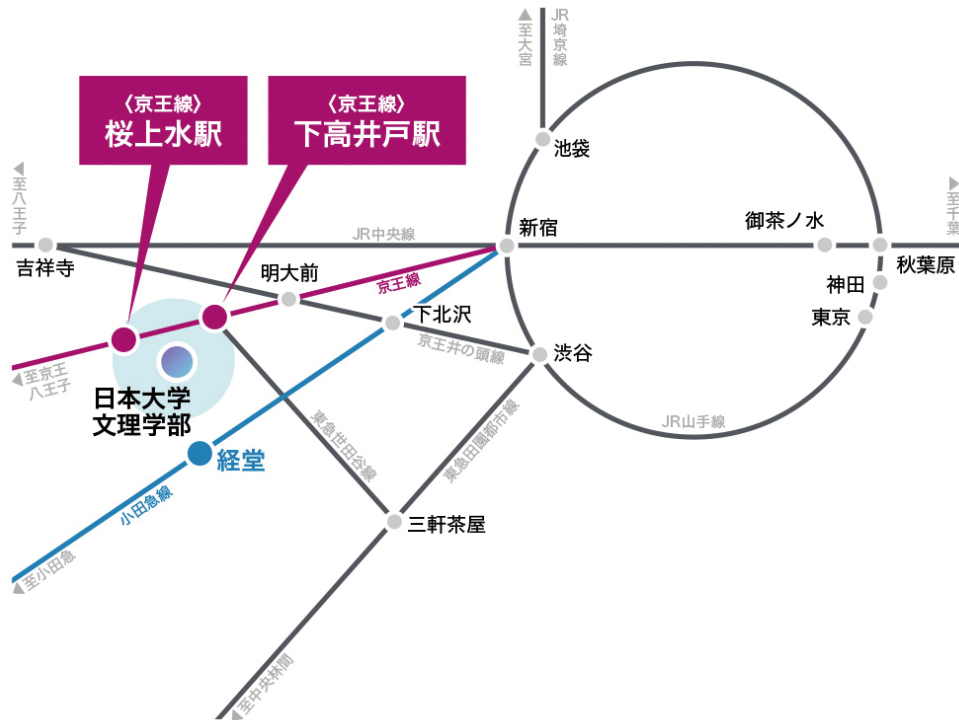 ◀至大宮
JR埼京線
〈京王線〉
桜上水駅
〈京王線〉
下高井戸駅
池袋
◀至八王子
◀至千葉
御茶ノ水
新宿
JR中央線
吉祥寺
秋葉原
明大前
京王線
神田
下北沢
東京
京王井の頭線
渋谷
◀至京王
八王子
日本大学
文理学部
JR山手線
東急世田谷線
東急田園都市線
経堂
小田急線
三軒茶屋
◀至小田急
◀至中央林間